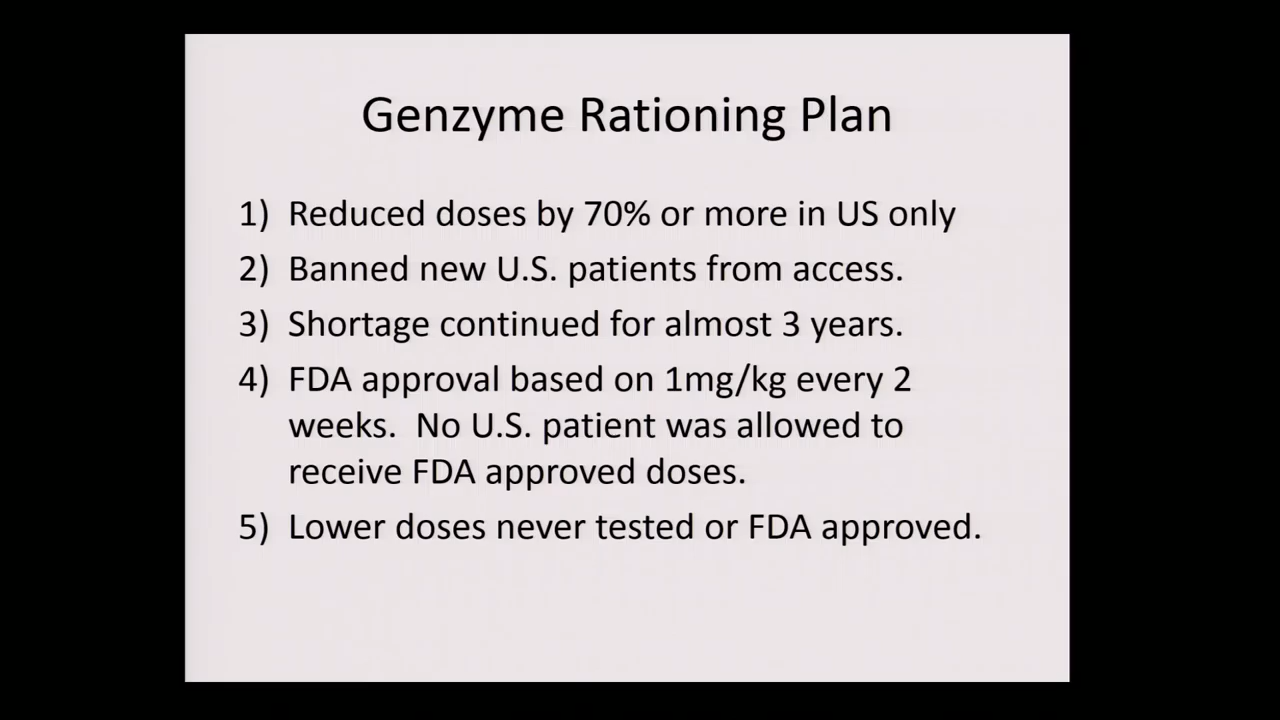 Genzyme Rationing Plan
1) Reduced doses by 70% or more in US only
2) Banned new U.S. patients from access.
3) Shortage continued for almost 3 years.
4) FDA approval based on 1mg/kg every 2
weeks.  No U.S. patient was allowed to
receive FDA approved doses.
5) Lower doses never tested or FDA approved.